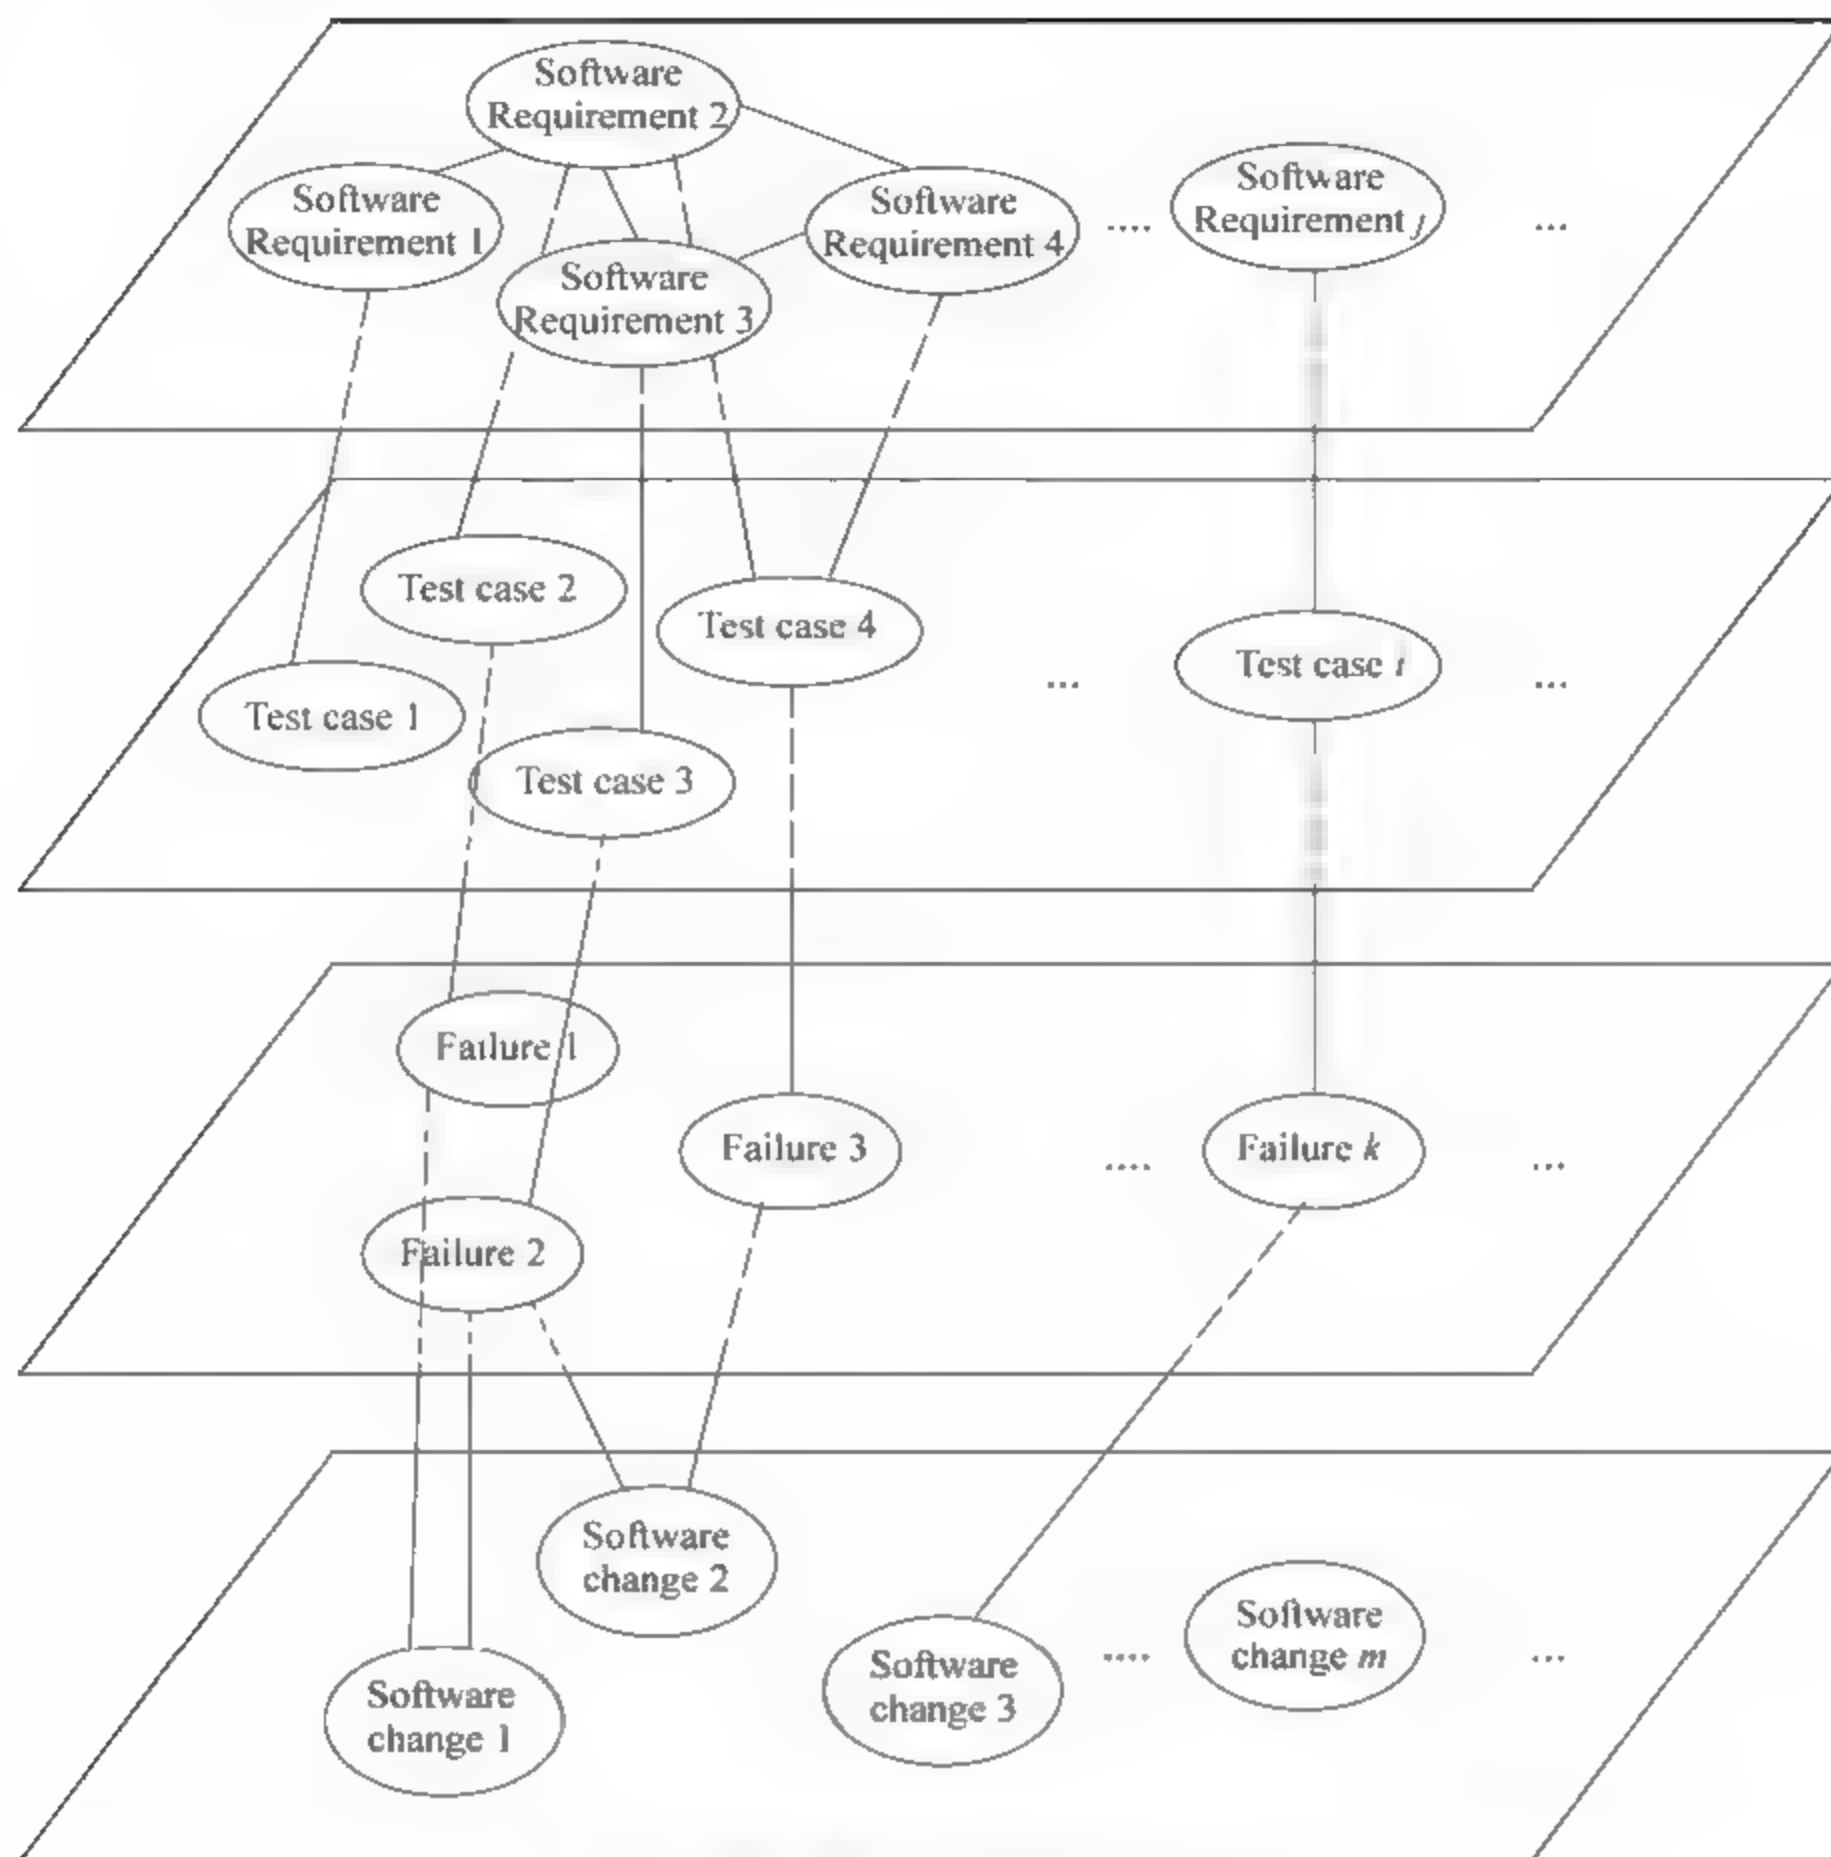 Software
Requirement 2
Software
Requirement 1
Software
Requirement 4
....
Software
Requirement j
...
Software
Requirement 3
Test case 2
Test case 4
...
Test case i
...
Test case 1
Test case 3
Failure 1
Failure 3
....
Failure k
...
Failure 2
Software
change 2
Software
change m
...
Software
change 3
....
Software
change 1